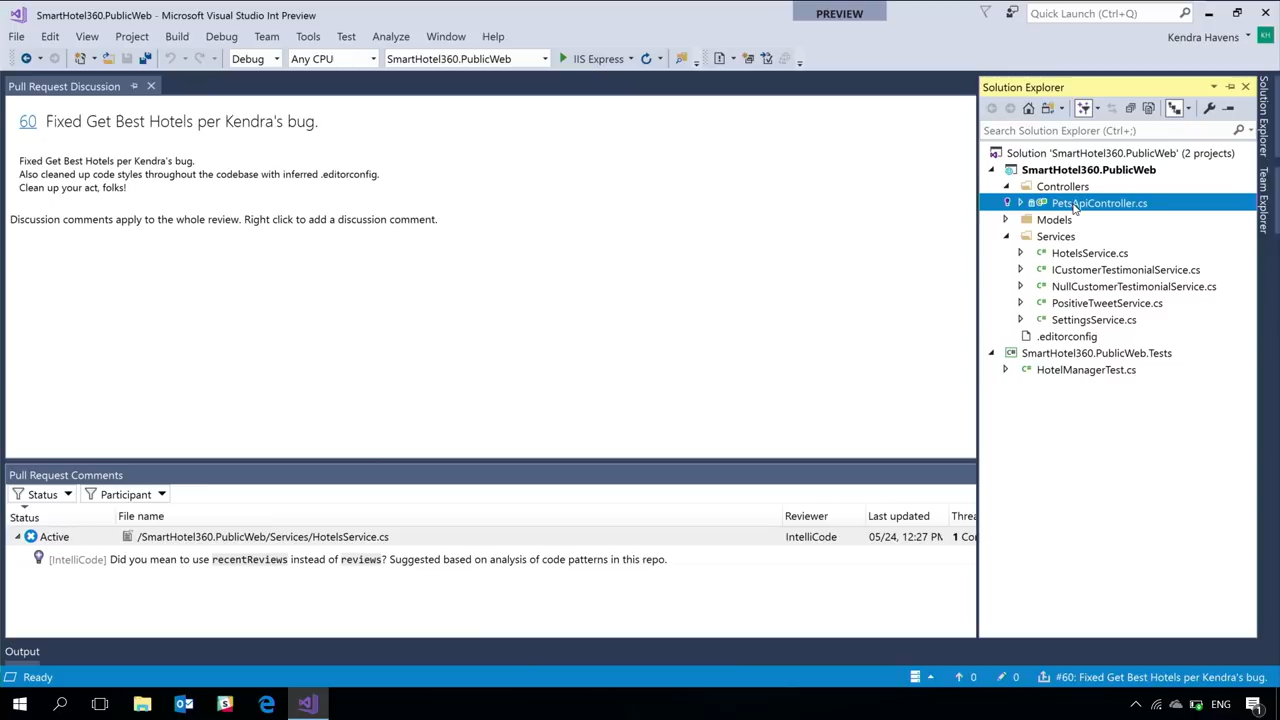 SmartHotel360.PublicWeb - Microsoft Visual Studio Int Preview
PREVIEW
Quick Launch (Ctrl+Q)
File Edit View Project Build Debug Team Tools Test Analyze Window Help
Kendra Havens
KH
Debug Any CPU SmartHotel360.PublicWeb IIS Express
Pull Request Discussion
60 Fixed Get Best Hotels per Kendra's bug.
Fixed Get Best Hotels per Kendra's bug.
Also cleaned up code styles throughout the codebase with inferred .editorconfig.
Clean up your act, folks!
Discussion comments apply to the whole review. Right click to add a discussion comment.
Pull Request Comments
Status Participant
Status File name Reviewer Last updated
Active /SmartHotel360.PublicWeb/Services/HotelsService.cs IntelliCode 05/24, 12:27 PM
[IntelliCode] Did you mean to use recentReviews instead of reviews? Suggested based on analysis of code patterns in this repo.
Solution Explorer
Search Solution Explorer (Ctrl+;)
Solution 'SmartHotel360.PublicWeb' (2 projects)
SmartHotel360.PublicWeb
Controllers
PetsApiController.cs
Models
Services
C# HotelsService.cs
C# ICustomerTestimonialService.cs
C# NullCustomerTestimonialService.cs
C# PositiveTweetService.cs
C# SettingsService.cs
.editorconfig
C# SmartHotel360.PublicWeb.Tests
C# HotelManagerTest.cs
Solution Explorer
Team Explorer
Output
Ready
0
0
#60: Fixed Get Best Hotels per Kendra's bug.
ENG
1